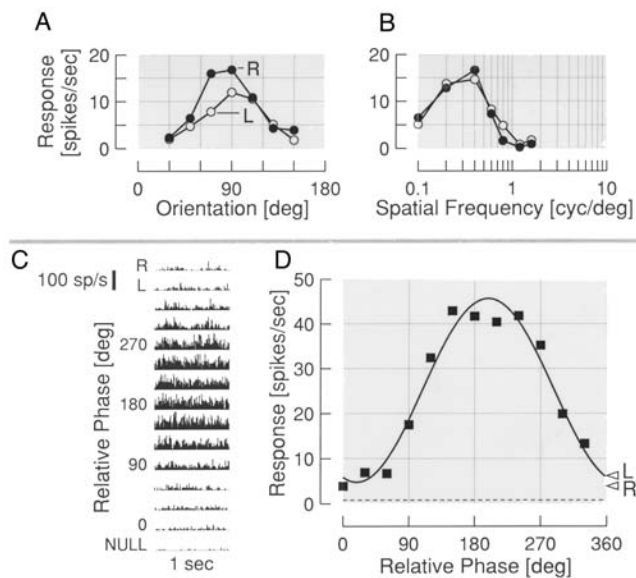 A
Response
[spikes/sec]
20
10
0
R
L
0 90 180
Orientation [deg]
B
20
10
0
0.1 1 10
Spatial Frequency [cyc/deg]
C
100 sp/s
R
L
Relative Phase [deg]
270
180
90
0
NULL
1 sec
D
Response [spikes/sec]
50
40
30
20
10
0
L
R
0 90 180 270 360
Relative Phase [deg]